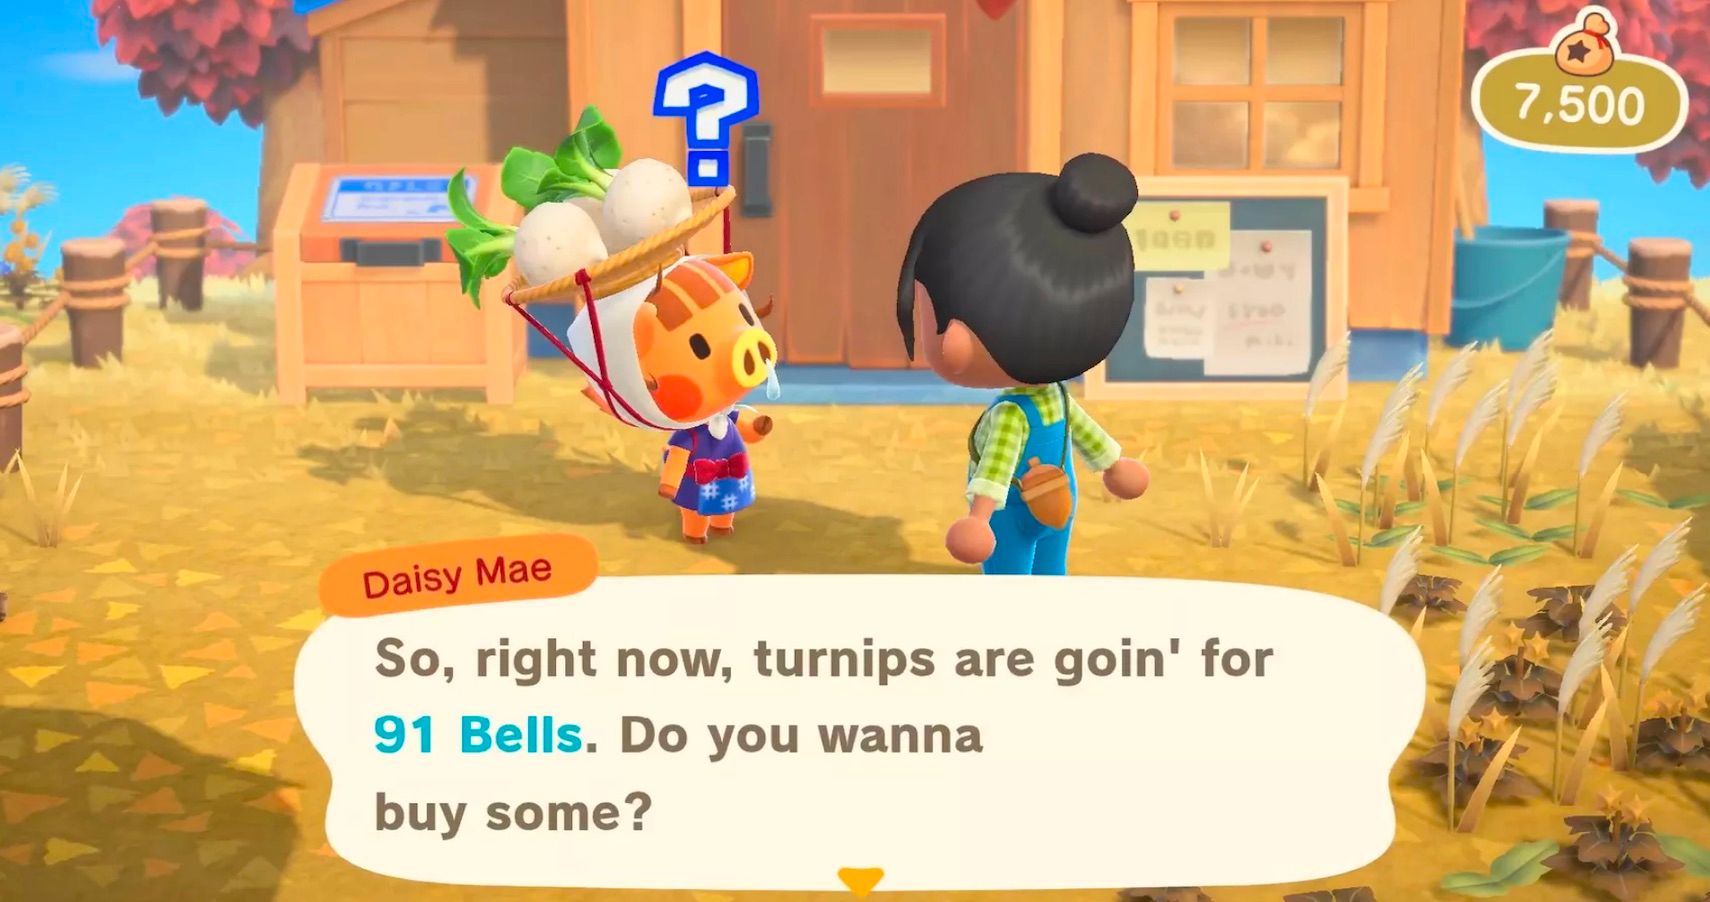 7,500
Daisy Mae
So, right now, turnips are goin' for
91 Bells. Do you wanna
buy some?